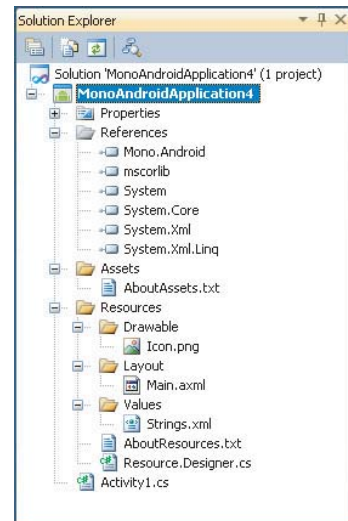 Solution Explorer
Solution 'MonoAndroidApplication4' (1 project)
MonoAndroidApplication4
Properties
References
Mono.Android
mscorlib
System
System.Core
System.Xml
System.Xml.Linq
Assets
AboutAssets.txt
Resources
Drawable
Icon.png
Layout
Main.axml
Values
Strings.xml
AboutResources.txt
Resource.Designer.cs
Activity1.cs